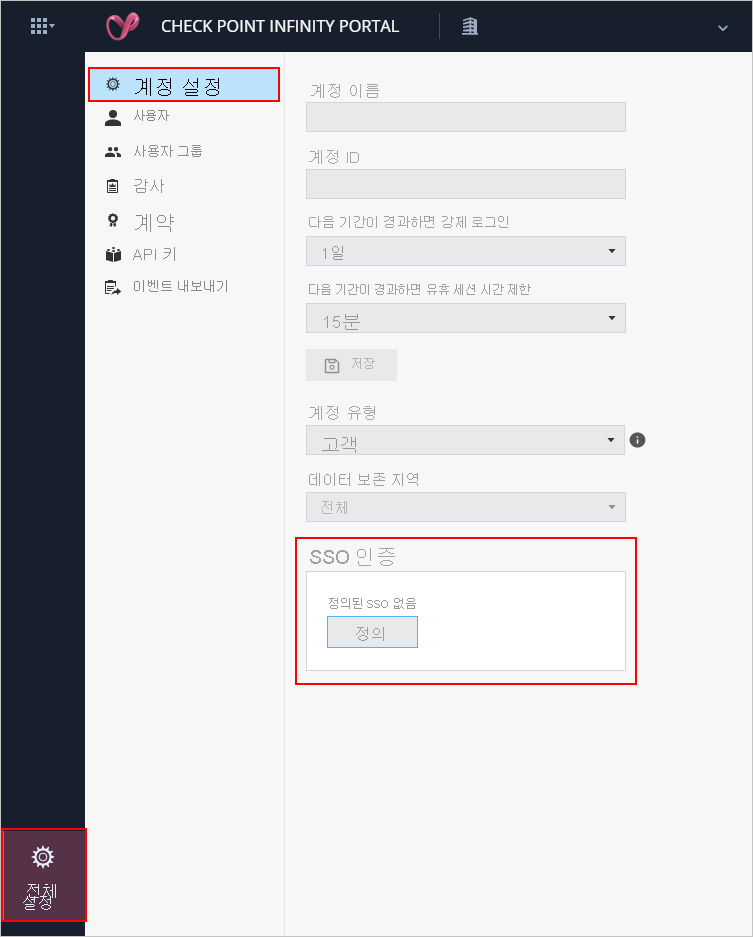 CHECK POINT INFINITY PORTAL
계정 설정
사용자
사용자 그룹
감사
계약
API 키
이벤트 내보내기
계정 이름
계정 ID
다음 기간이 경과하면 강제 로그인
1일
다음 기간이 경과하면 유휴 세션 시간 제한
15분
저장
계정 유형
고객
데이터 보존 지역
전체
SSO 인증
정의된 SSO 없음
정의
전체
설정